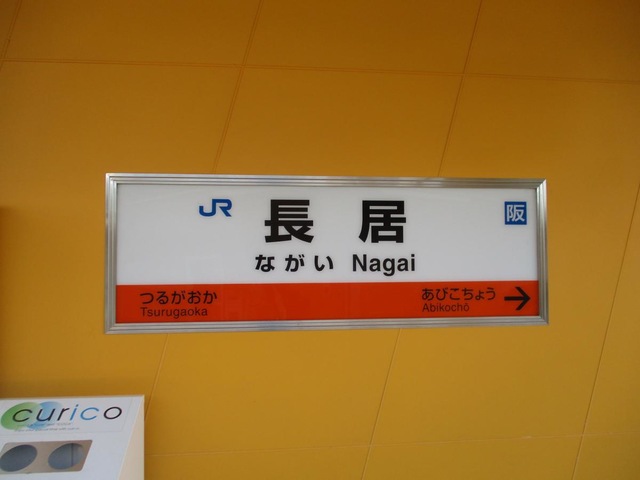 JR 長居 阪
ながい Nagai
つるがおか あびこちょう →
Tsurugaoka Abikochō
curico